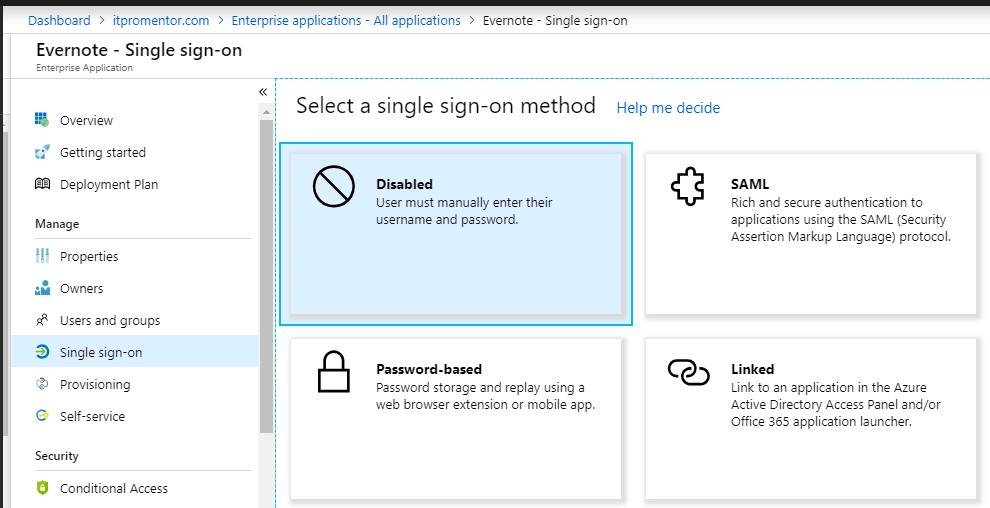 Dashboard > itpromentor.com > Enterprise applications - All applications > Evernote - Single sign-on
Evernote - Single sign-on
Enterprise Application
«
Overview
Getting started
Deployment Plan
Manage
Properties
Owners
Users and groups
Single sign-on
Provisioning
Self-service
Security
Conditional Access
Select a single sign-on method Help me decide
Disabled
User must manually enter their
username and password.
SAML
Rich and secure authentication to
applications using the SAML (Security
Assertion Markup Language) protocol.
Password-based
Password storage and replay using a
web browser extension or mobile app.
Linked
Link to an application in the Azure
Active Directory Access Panel and/or
Office 365 application launcher.